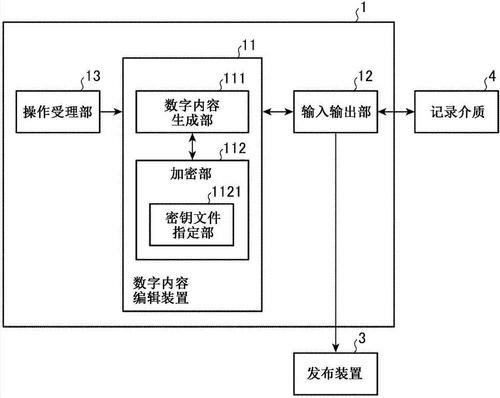 1
11
13
111
12
4
操作受理部
数字内容
生成部
输入输出部
记录介质
112
加密部
1121
密钥文件
指定部
数字内容
编辑装置
3
发布装置